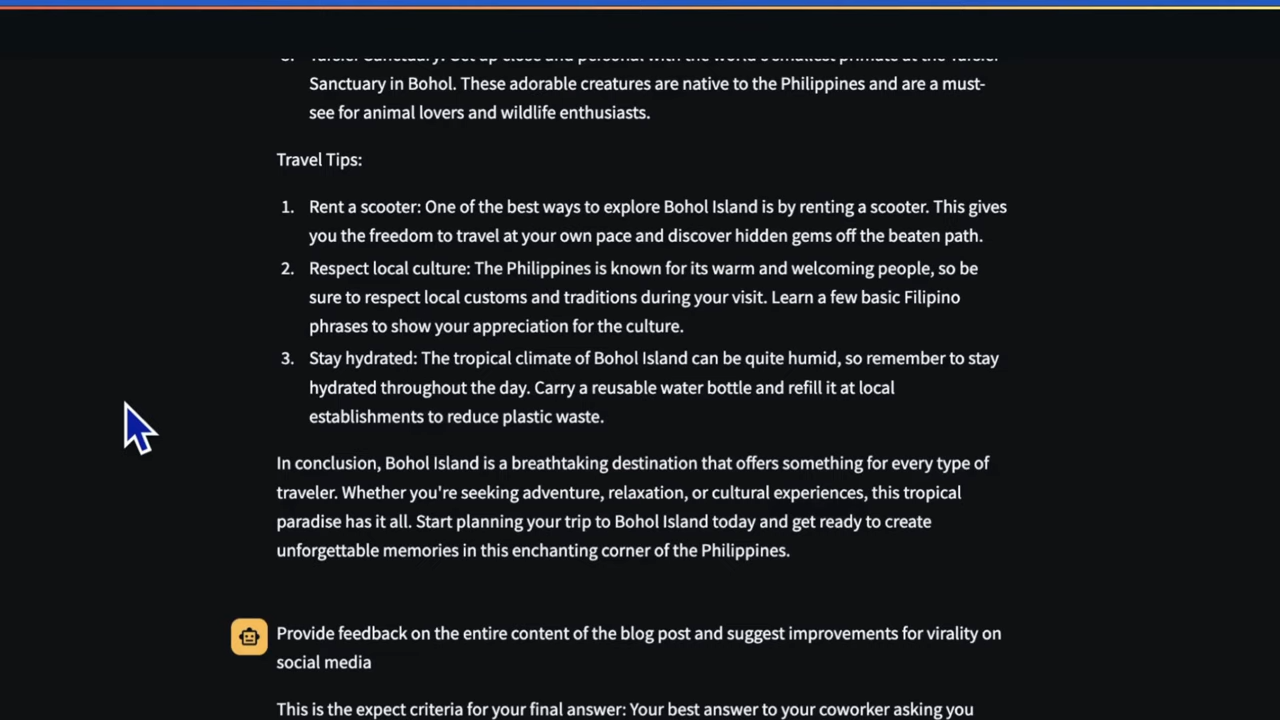 Sanctuary in Bohol. These adorable creatures are native to the Philippines and are a must-
see for animal lovers and wildlife enthusiasts.
Travel Tips:
1. Rent a scooter: One of the best ways to explore Bohol Island is by renting a scooter. This gives
you the freedom to travel at your own pace and discover hidden gems off the beaten path.
2. Respect local culture: The Philippines is known for its warm and welcoming people, so be
sure to respect local customs and traditions during your visit. Learn a few basic Filipino
phrases to show your appreciation for the culture.
3. Stay hydrated: The tropical climate of Bohol Island can be quite humid, so remember to stay
hydrated throughout the day. Carry a reusable water bottle and refill it at local
establishments to reduce plastic waste.
In conclusion, Bohol Island is a breathtaking destination that offers something for every type of
traveler. Whether you're seeking adventure, relaxation, or cultural experiences, this tropical
paradise has it all. Start planning your trip to Bohol Island today and get ready to create
unforgettable memories in this enchanting corner of the Philippines.
Provide feedback on the entire content of the blog post and suggest improvements for virality on
social media
This is the expect criteria for your final answer: Your best answer to your coworker asking you